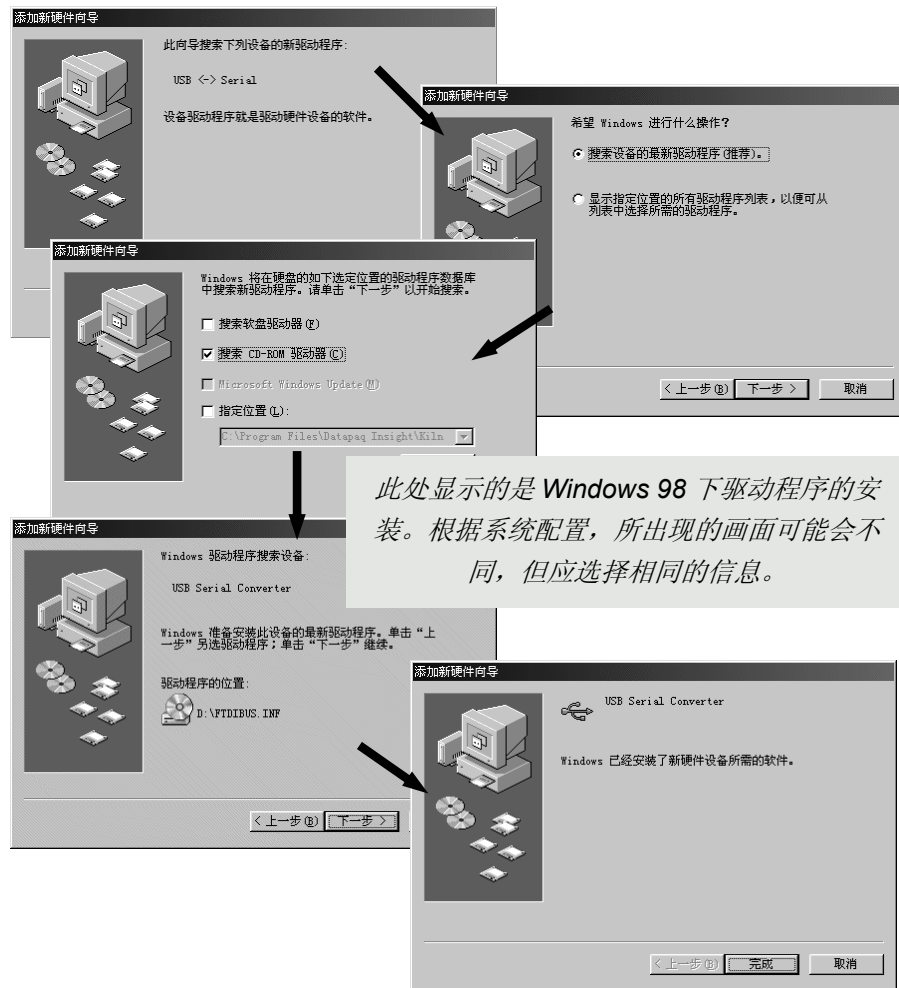 添加新硬件向导
此向导搜索下列设备的新驱动程序:
USB <-> Serial
设备驱动程序就是驱动硬件设备的软件。
添加新硬件向导
希望 Windows 进行什么操作?
搜索设备的最新驱动程序(推荐)。
显示指定位置的所有驱动程序列表，以便可从
列表中选择所需的驱动程序。
< 上一步(B)
下一步 >
取消
添加新硬件向导
Windows 将在硬盘的如下选定位置的驱动程序数据库
中搜索新驱动程序。请单击“下一步”以开始搜索。
搜索软盘驱动器(F)
搜索 CD-ROM 驱动器(C)
Microsoft Windows Update(M)
指定位置(L):
C:\Program Files\Datapaq Insight\Kiln
此处显示的是 Windows 98 下驱动程序的安
装。根据系统配置，所出现的画面可能会不
同，但应选择相同的信息。
添加新硬件向导
Windows 驱动程序搜索设备:
USB Serial Converter
Windows 准备安装此设备的最新驱动程序。单击“上
一步”另选驱动程序；单击“下一步”继续。
驱动程序的位置:
D:\FTDIBUS.INF
< 上一步(B)
下一步 >
添加新硬件向导
USB Serial Converter
Windows 已经安装了新硬件设备所需的软件。
< 上一步(B)
完成
取消